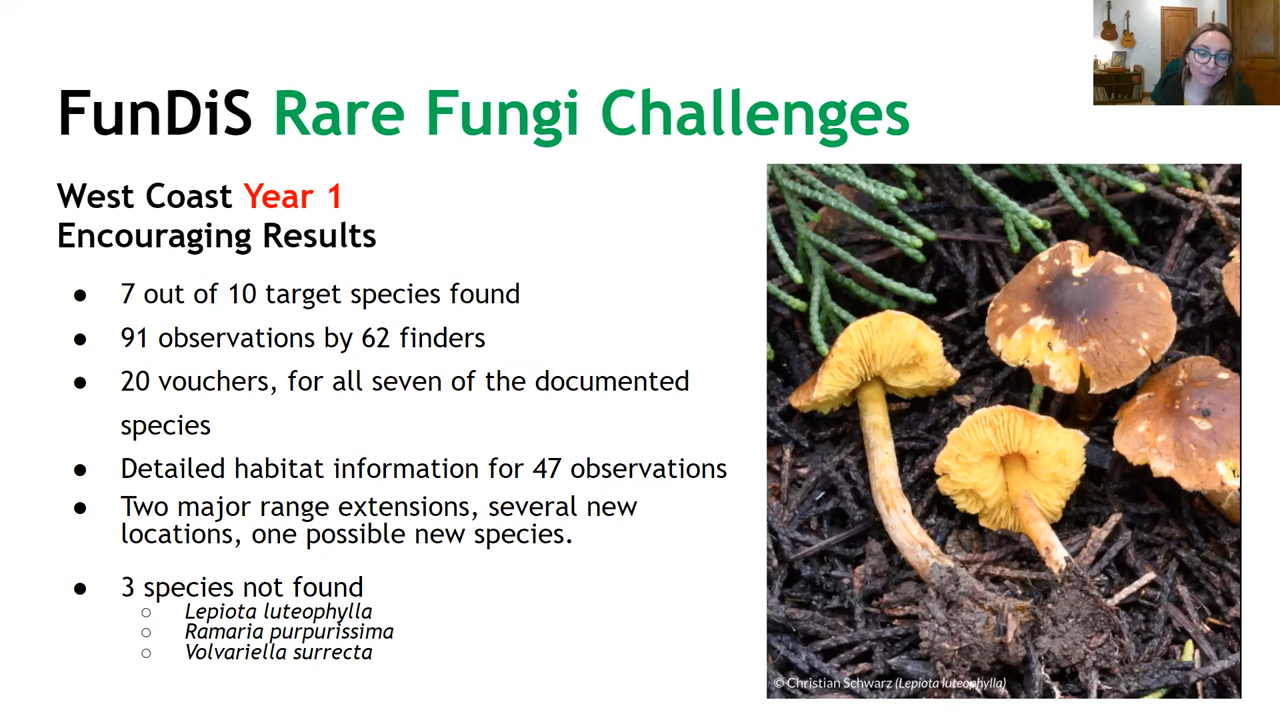 FunDiS Rare Fungi Challenges
West Coast Year 1
Encouraging Results
● 7 out of 10 target species found
● 91 observations by 62 finders
● 20 vouchers, for all seven of the documented
species
● Detailed habitat information for 47 observations
● Two major range extensions, several new
locations, one possible new species.
● 3 species not found
○ Lepiota luteophylla
○ Ramaria purpurissima
○ Volvariella surrecta
© Christian Schwarz (Lepiota luteophylla)